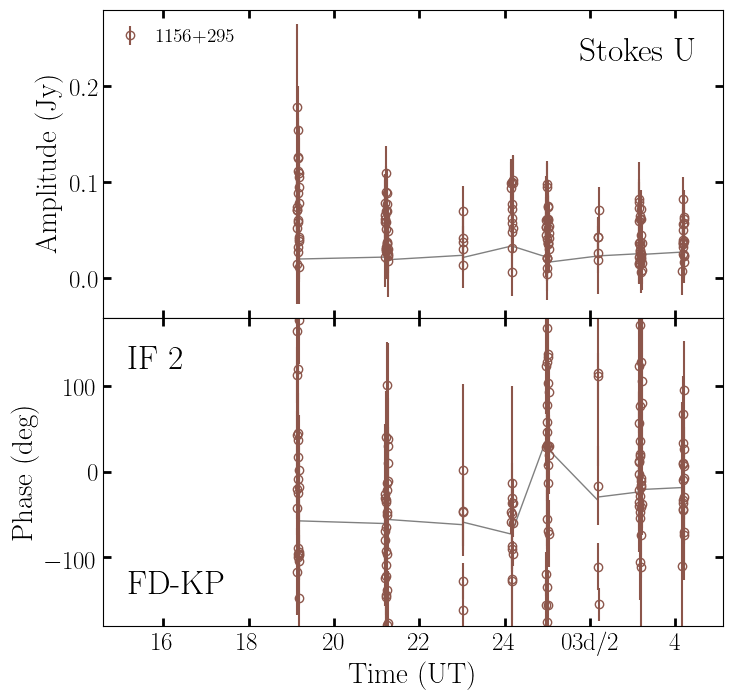 1156+295
Stokes U
0.2
0.1
0.0
Amplitude (Jy)
IF 2
100
0
−100
Phase (deg)
FD-KP
16 18 20 22 24 03d/2 4
Time (UT)